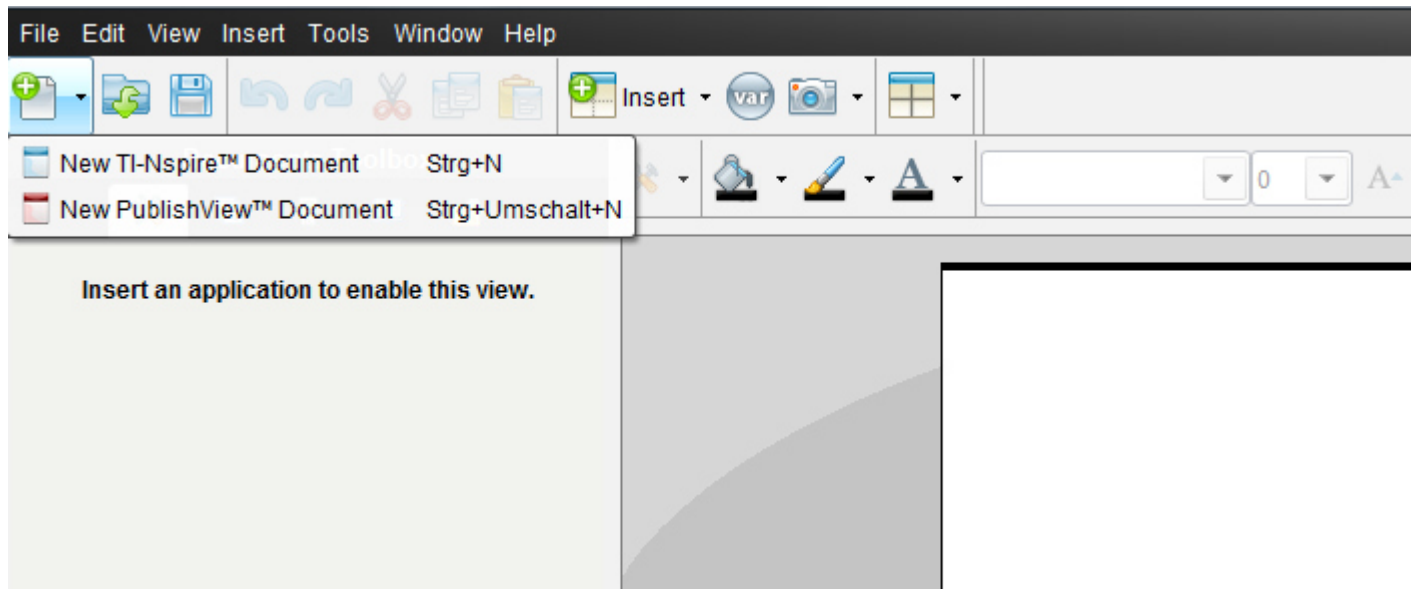 File Edit View Insert Tools Window Help
Insert var
New TI-Nspire™ Document Strg+N
New PublishView™ Document Strg+Umschalt+N
A 0 A
Insert an application to enable this view.